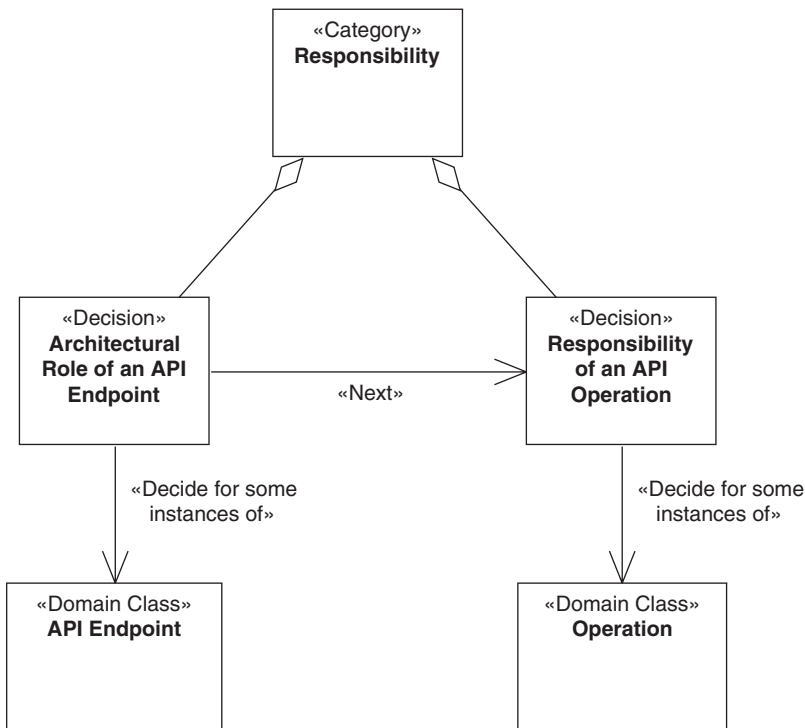 «Category»
Responsibility
«Decision»
Architectural
Role of an API
Endpoint
«Next»
«Decision»
Responsibility
of an API
Operation
«Decide for some
instances of»
«Decide for some
instances of»
«Domain Class»
API Endpoint
«Domain Class»
Operation